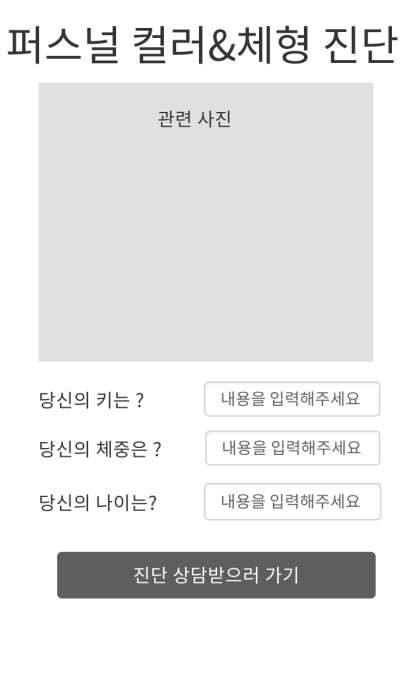 퍼스널 컬러&체형 진단
관련 사진
당신의 키는 ? 내용을 입력해주세요
당신의 체중은 ? 내용을 입력해주세요
당신의 나이는? 내용을 입력해주세요
진단 상담받으러 가기